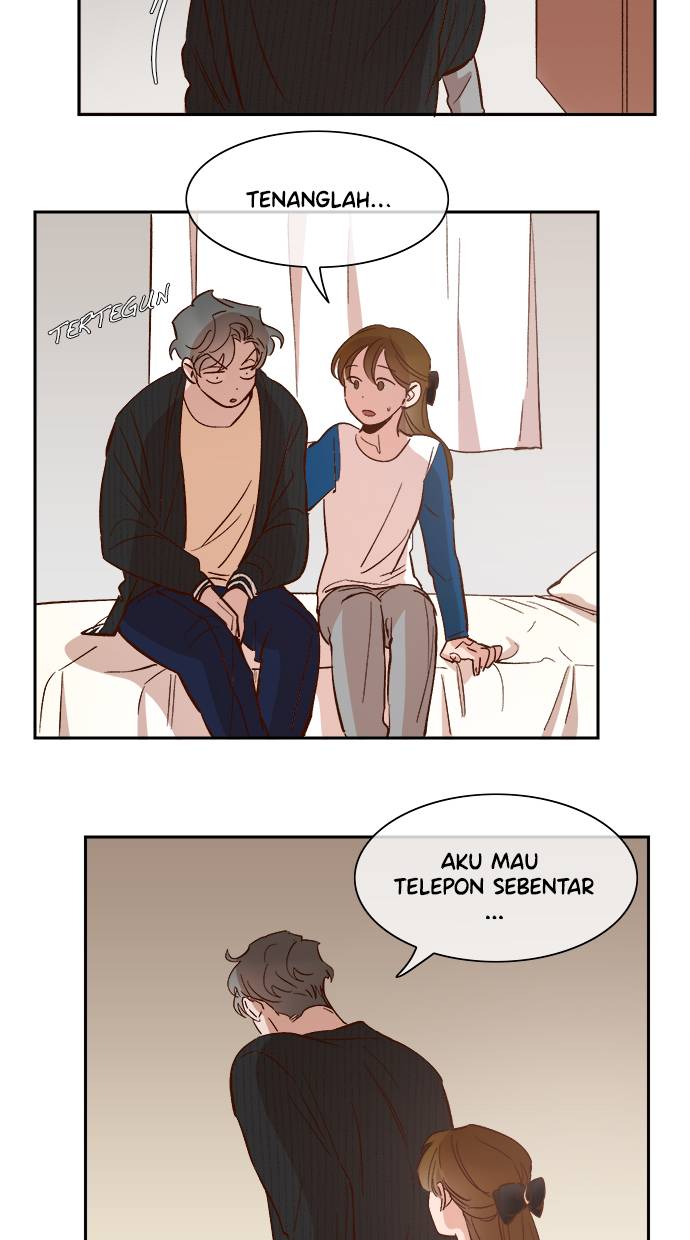 TENANGLAH...
TERTEGUN
AKU MAU
TELEPON SEBENTAR
...